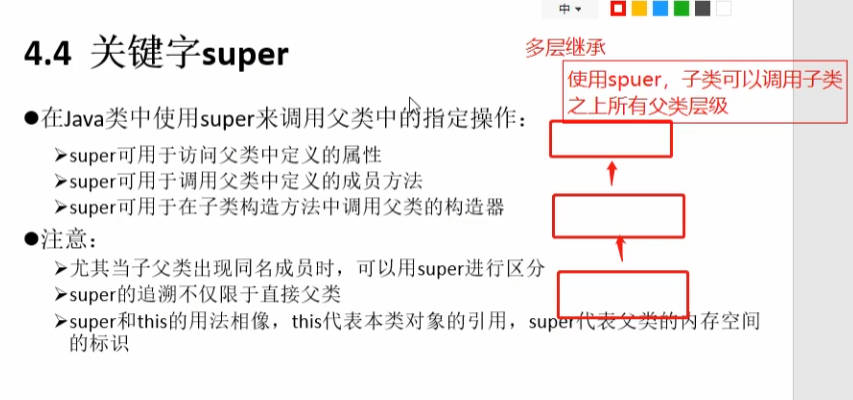 中
4.4 关键字super
多层继承
使用spuer，子类可以调用子类
之上所有父类层级
●在Java类中使用super来调用父类中的指定操作：
➢super可用于访问父类中定义的属性
➢super可用于调用父类中定义的成员方法
➢super可用于在子类构造方法中调用父类的构造器
●注意：
➢尤其当子父类出现同名成员时，可以用super进行区分
➢super的追溯不仅限于直接父类
➢super和this的用法相像，this代表本类对象的引用，super代表父类的内存空间
的标识